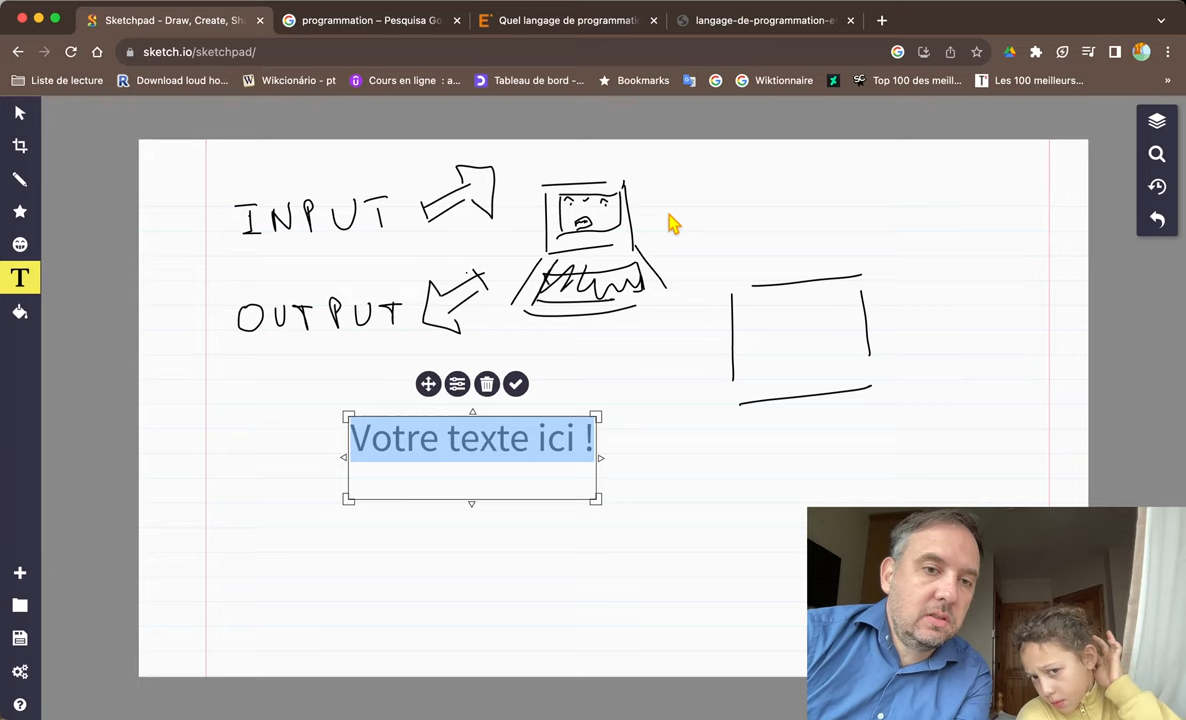 Sketchpad - Draw, Create, Sha
programmation – Pesquisa Go
Quel langage de programmatio
langage-de-programmation-e
sketch.io/sketchpad/
Liste de lecture
Download loud ho...
Wikcionário - pt
Cours en ligne : a...
Tableau de bord -...
Bookmarks
Wiktionnaire
Top 100 des meill...
Les 100 meilleurs...
»
T
INPUT
OUTPUT
Votre texte ici !